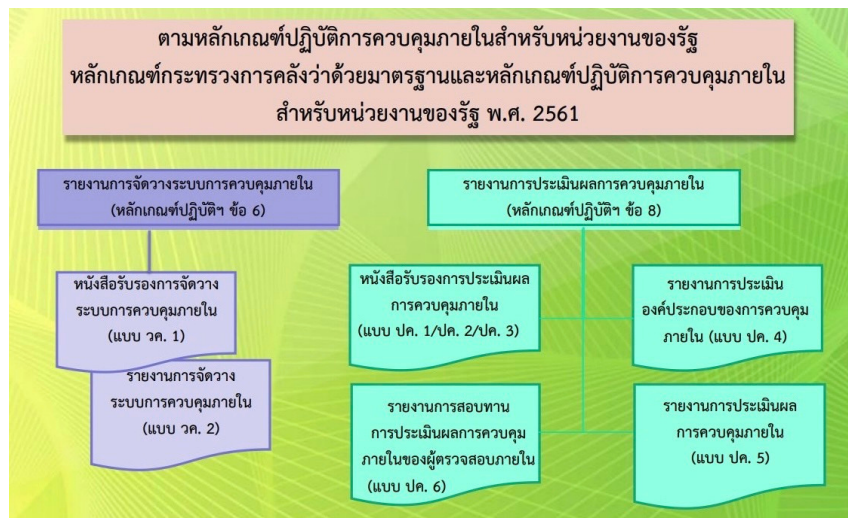 ตามหลักเกณฑ์ปฏิบัติการควบคุมภายในสำหรับหน่วยงานของรัฐ
หลักเกณฑ์กระทรวงการคลังว่าด้วยมาตรฐานและหลักเกณฑ์ปฏิบัติการควบคุมภายใน
สำหรับหน่วยงานของรัฐ พ.ศ. 2561
รายงานการจัดวางระบบการควบคุมภายใน
(หลักเกณฑ์ปฏิบัติฯ ข้อ 6)
หนังสือรับรองการจัดวาง
ระบบการควบคุมภายใน
(แบบ วค. 1)
รายงานการจัดวาง
ระบบการควบคุมภายใน
(แบบ วค. 2)
รายงานการประเมินผลการควบคุมภายใน
(หลักเกณฑ์ปฏิบัติฯ ข้อ 8)
หนังสือรับรองการประเมินผล
การควบคุมภายใน
(แบบ ปค. 1/ปค. 2/ปค. 3)
รายงานการประเมิน
องค์ประกอบของการควบคุม
ภายใน (แบบ ปค. 4)
รายงานการสอบทาน
การประเมินผลการควบคุม
ภายในของผู้ตรวจสอบภายใน
(แบบ ปค. 6)
รายงานการประเมินผล
การควบคุมภายใน
(แบบ ปค. 5)